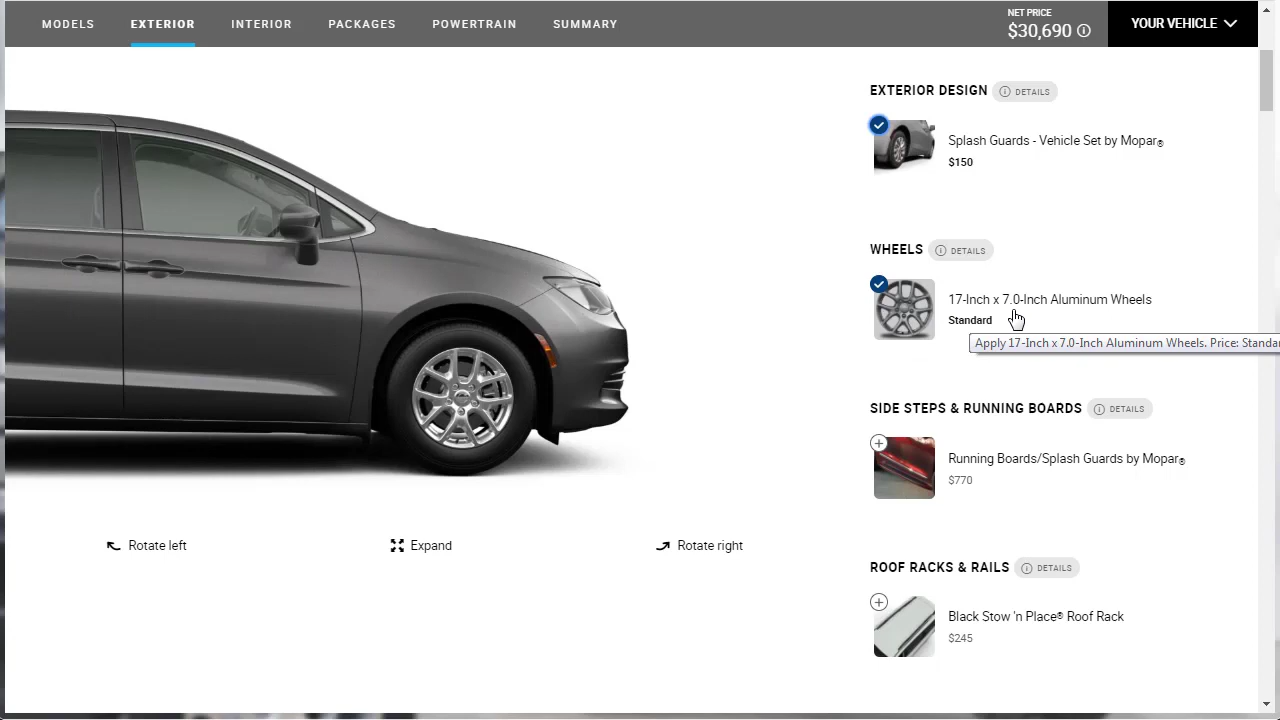 MODELS
EXTERIOR
INTERIOR
PACKAGES
POWERTRAIN
SUMMARY
NET PRICE
$30,690
YOUR VEHICLE
EXTERIOR DESIGN
DETAILS
Splash Guards - Vehicle Set by Mopar®
$150
WHEELS
DETAILS
17-Inch x 7.0-Inch Aluminum Wheels
Standard
Apply 17-Inch x 7.0-Inch Aluminum Wheels. Price: Standar
SIDE STEPS & RUNNING BOARDS
DETAILS
Running Boards/Splash Guards by Mopar®
$770
Rotate left
Expand
Rotate right
ROOF RACKS & RAILS
DETAILS
Black Stow 'n Place® Roof Rack
$245